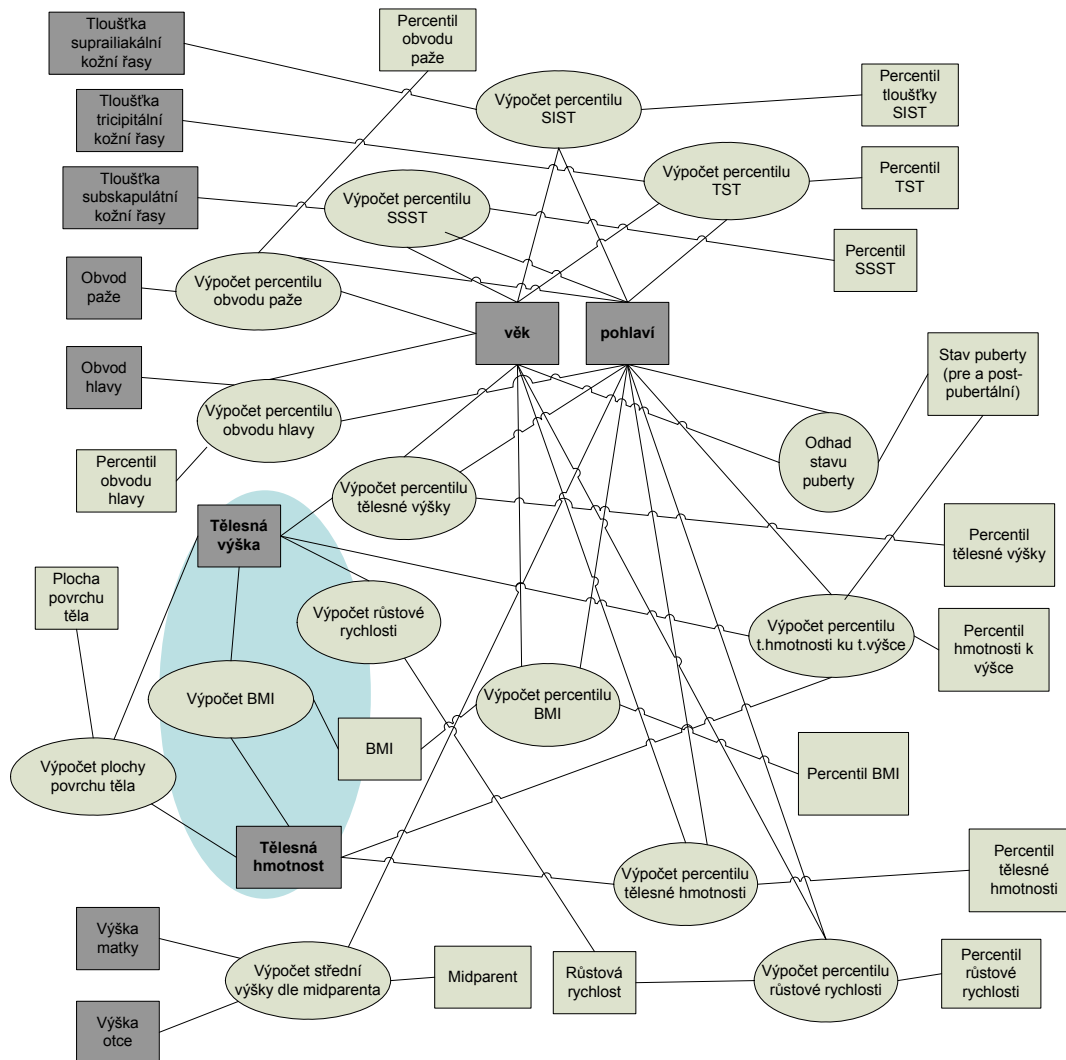 Tloušťka
suprailiakální
kožní řasy
Percentil
obvodu
paže
Výpočet percentilu
SIST
Percentil
tloušťky
SIST
Tloušťka
tricipitální
kožní řasy
Výpočet percentilu
TST
Percentil
TST
Tloušťka
subskapulátní
kožní řasy
Výpočet percentilu
SSST
Percentil
SSST
Obvod
paže
Výpočet percentilu
obvodu paže
věk
pohlaví
Obvod
hlavy
Stav puberty
(pre a post-
pubertální)
Výpočet percentilu
obvodu hlavy
Odhad
stavu
puberty
Percentil
obvodu
hlavy
Výpočet percentilu
tělesné výšky
Tělesná
výška
Percentil
tělesné výšky
Plocha
povrchu
těla
Výpočet růstové
rychlosti
Výpočet percentilu
t.hmotnosti ku t.výšce
Percentil
hmotnosti k
výšce
Výpočet BMI
Výpočet percentilu
BMI
BMI
Výpočet plochy
povrchu těla
Percentil BMI
Tělesná
hmotnost
Výpočet percentilu
tělesné hmotnosti
Percentil
tělesné
hmotnosti
Výška
matky
Výpočet střední
výšky dle midparenta
Midparent
Růstová
rychlost
Výpočet percentilu
růstové rychlosti
Percentil
růstové
rychlosti
Výška
otce